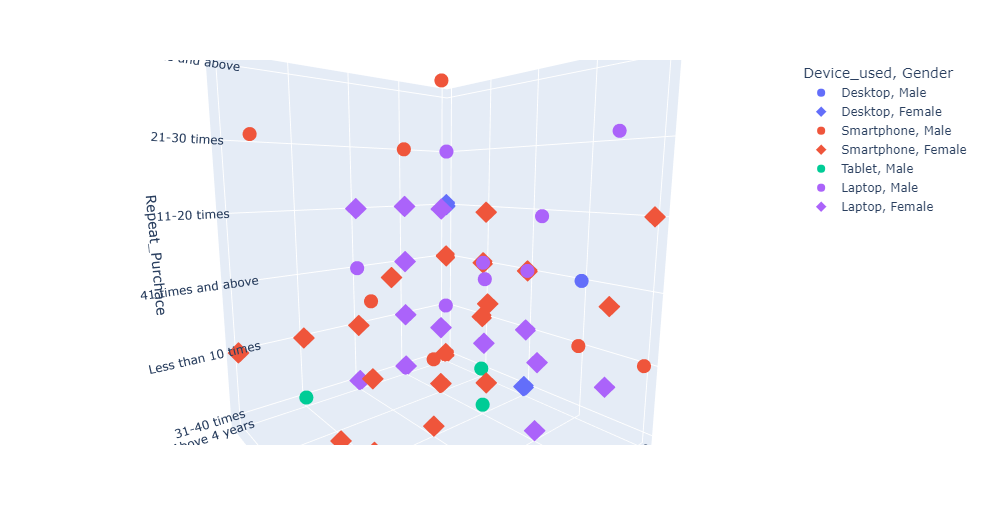 and above
21-30 times
11-20 times
41 times and above
Less than 10 times
31-40 times
above 4 years
Repeat_Purchace
Device_used, Gender
Desktop, Male
Desktop, Female
Smartphone, Male
Smartphone, Female
Tablet, Male
Laptop, Male
Laptop, Female